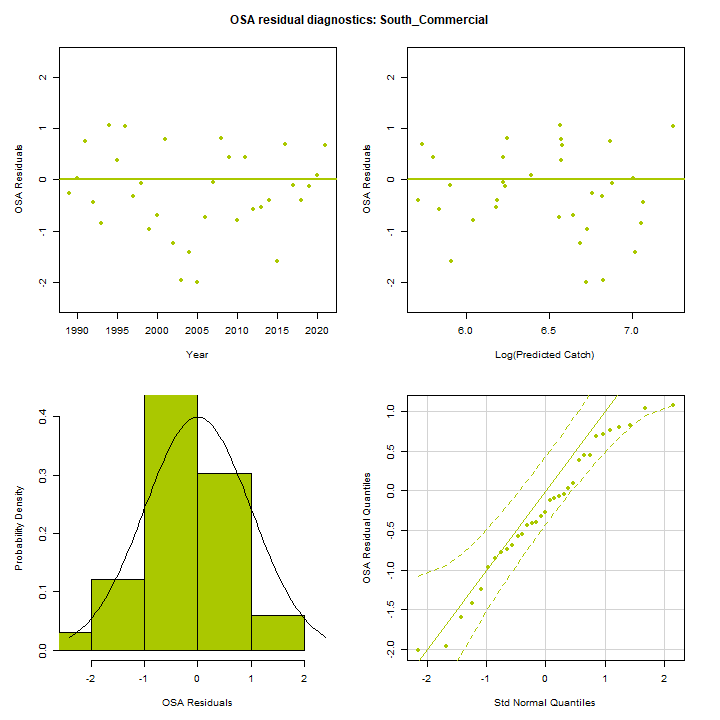 OSA residual diagnostics: South_Commercial
OSA Residuals
2
1
0
-1
-2
1990 1995 2000 2005 2010 2015 2020
Year
OSA Residuals
2
1
0
-1
-2
6.0 6.5 7.0
Log(Predicted Catch)
Probability Density
0.4
0.3
0.2
0.1
0.0
-2 -1 0 1 2
OSA Residuals
OSA Residual Quantiles
1.0
0.5
0.0
-0.5
-1.0
-1.5
-2.0
-2 -1 0 1 2
Std Normal Quantiles